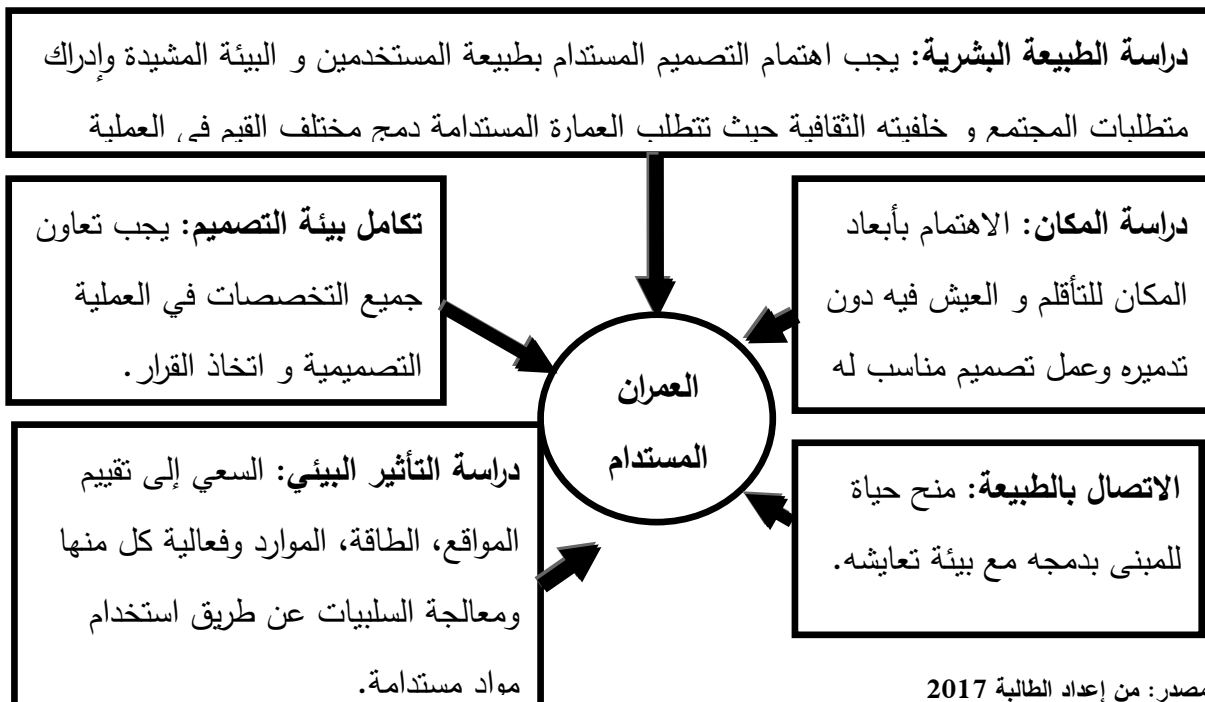 دراسة الطبيعة البشرية: يجب اهتمام التصميم المستدام بطبيعة المستخدمين و البيئة المشيدة وإدراك
متطلبات المجتمع و خلفيته الثقافية حيث تتطلب العمارة المستدامة دمج مختلف القيم في العملية
دراسة المكان: الاهتمام بأبعاد
المكان للتأقلم و العيش فيه دون
تدميره وعمل تصميم مناسب له
تكامل بيئة التصميم: يجب تعاون
جميع التخصصات في العملية
التصميمية و اتخاذ القرار.
العمران
المستدام
الاتصال بالطبيعة: منح حياة
للمبنى بدمجه مع بيئة تعايشه.
دراسة التأثير البيئي: السعي إلى تقييم
المواقع، الطاقة، الموارد وفعالية كل منها
ومعالجة السلبيات عن طريق استخدام
مواد مستدامة.
مصدر: من إعداد الطالبة 2017